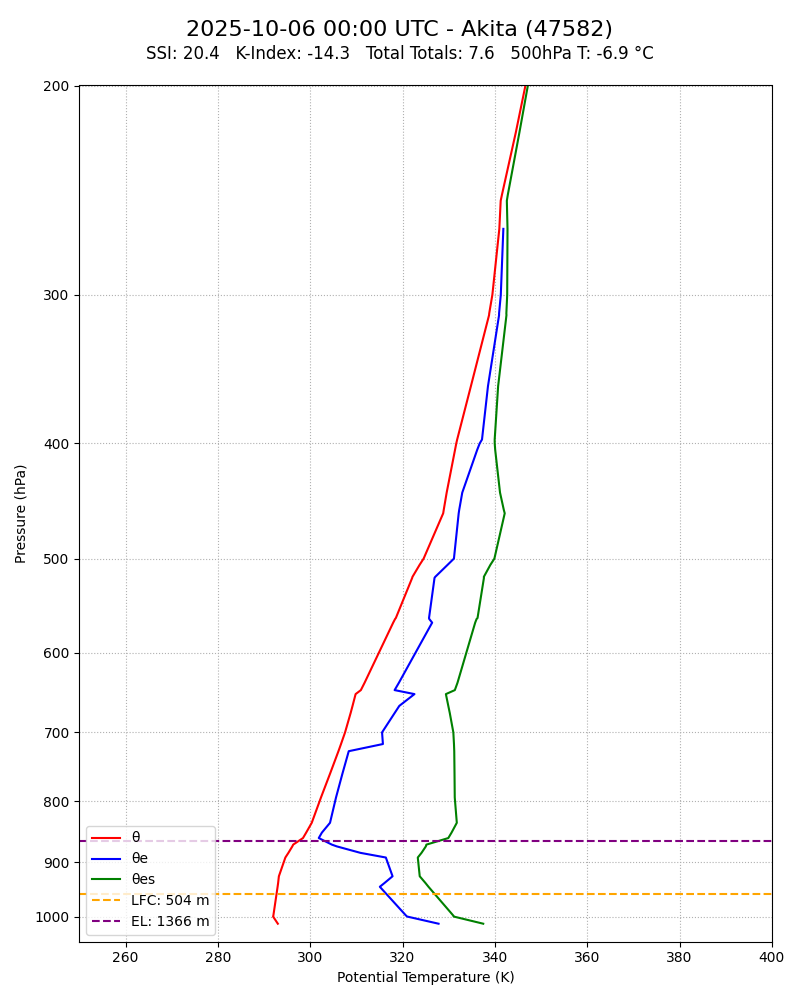 2025-10-06 00:00 UTC - Akita (47582)
SSI: 20.4 K-Index: -14.3 Total Totals: 7.6 500hPa T: -6.9 °C
200
300
400
500
600
700
800
900
1000
Pressure (hPa)
θ
θe
θes
LFC: 504 m
EL: 1366 m
260 280 300 320 340 360 380 400
Potential Temperature (K)